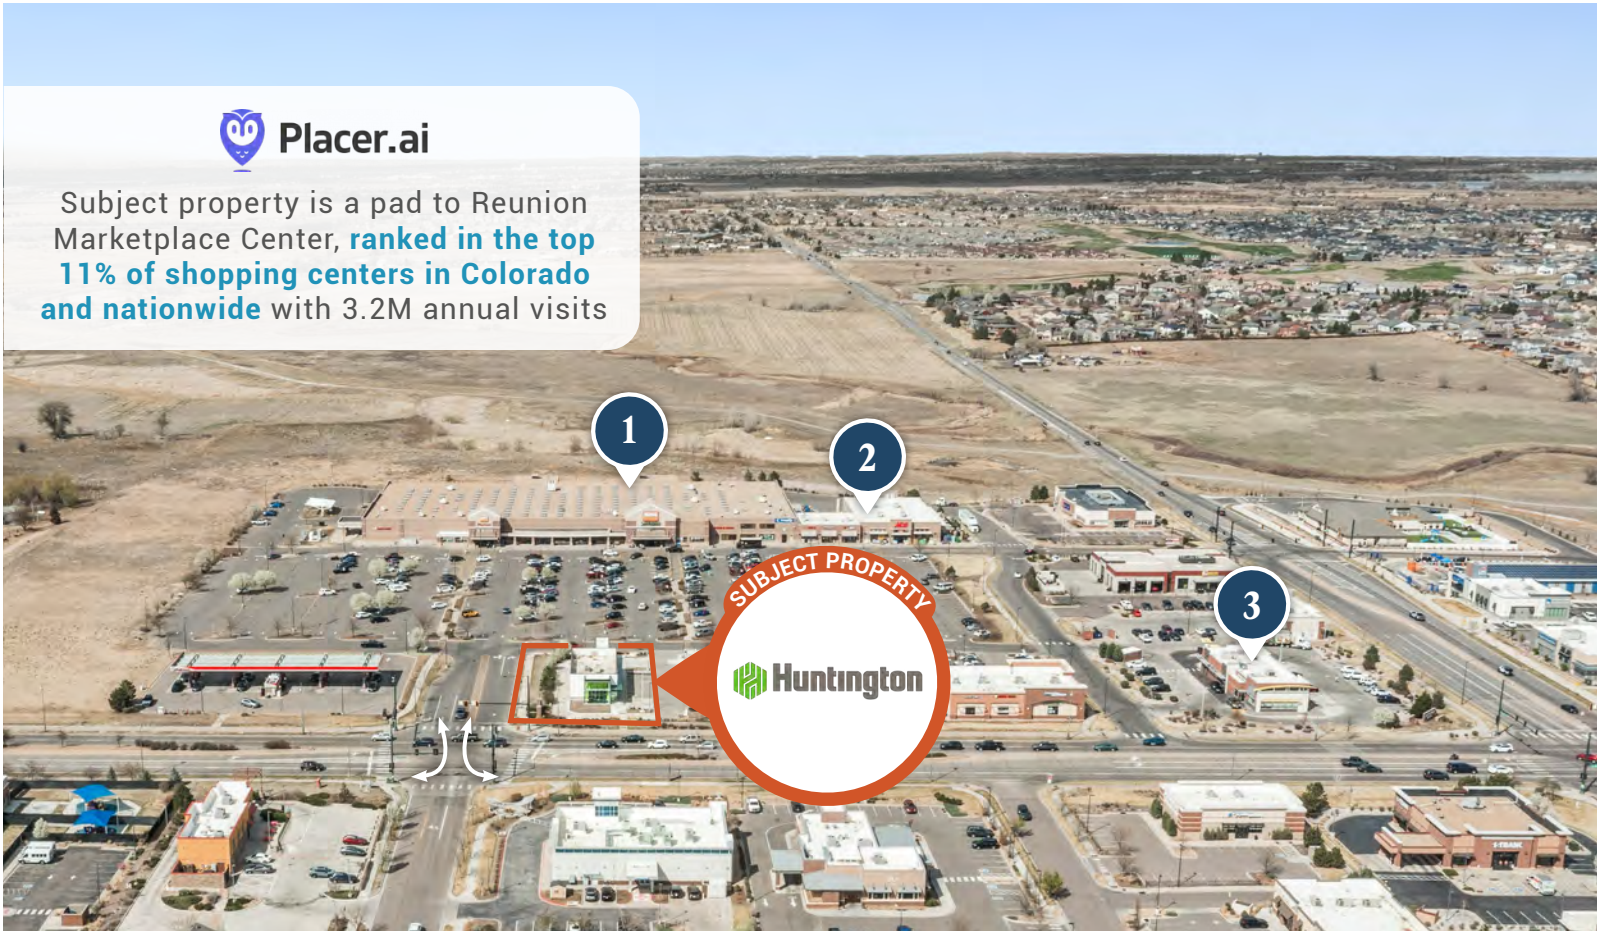 Placer.ai
Subject property is a pad to Reunion
Marketplace Center, ranked in the top
11% of shopping centers in Colorado
and nationwide with 3.2M annual visits
1
2
3
SUBJECT PROPERTY
Huntington